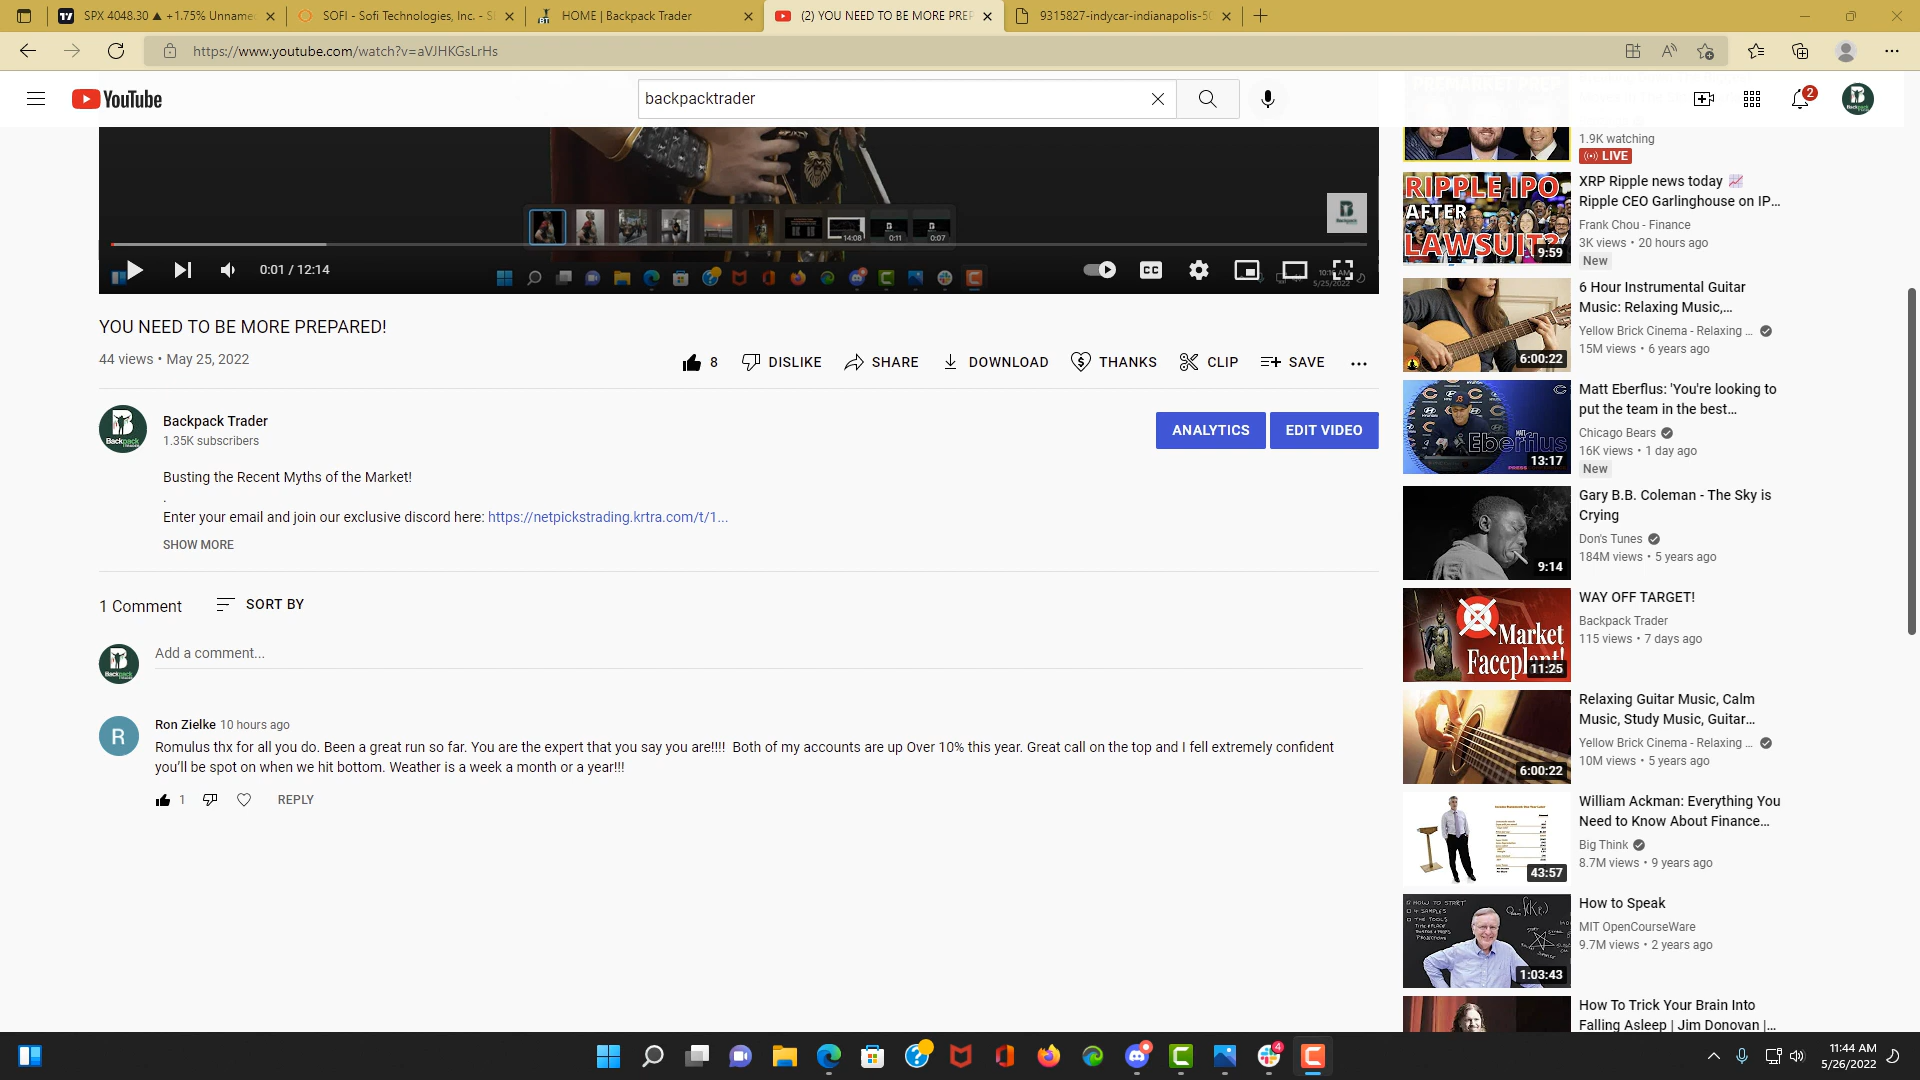 SPX 4048.30 ▲ +1.75% Unname
SOFI - Sofi Technologies, Inc. - S
HOME | Backpack Trader
(2) YOU NEED TO BE MORE PREP
9315827-indycar-indianapolis-50
https://www.youtube.com/watch?v=aVJHKGsLrHs
YouTube
backpacktrader
2
14:08
0:11
0:07
0:01 / 12:14
CC
5/25/2022
YOU NEED TO BE MORE PREPARED!
44 views • May 25, 2022
8
DISLIKE
SHARE
DOWNLOAD
THANKS
CLIP
SAVE
Backpack Trader
1.35K subscribers
ANALYTICS
EDIT VIDEO
Busting the Recent Myths of the Market!
.
Enter your email and join our exclusive discord here: https://netpickstrading.krtra.com/t/1...
SHOW MORE
1 Comment
SORT BY
Add a comment...
R
Ron Zielke 10 hours ago
Romulus thx for all you do. Been a great run so far. You are the expert that you say you are!!!! Both of my accounts are up Over 10% this year. Great call on the top and I fell extremely confident
you'll be spot on when we hit bottom. Weather is a week a month or a year!!!
1
REPLY
1.9K watching
LIVE
RIPPLE IPO
AFTER
LAWSUIT?
9:59
XRP Ripple news today 📈
Ripple CEO Garlinghouse on IP...
Frank Chou - Finance
3K views • 20 hours ago
New
6:00:22
6 Hour Instrumental Guitar
Music: Relaxing Music,...
Yellow Brick Cinema - Relaxing ...
15M views • 6 years ago
Eberflus
13:17
Matt Eberflus: 'You're looking to
put the team in the best...
Chicago Bears
16K views • 1 day ago
New
9:14
Gary B.B. Coleman - The Sky is
Crying
Don's Tunes
184M views • 5 years ago
Market
Faceplant!
11:25
WAY OFF TARGET!
Backpack Trader
115 views • 7 days ago
6:00:22
Relaxing Guitar Music, Calm
Music, Study Music, Guitar...
Yellow Brick Cinema - Relaxing ...
10M views • 5 years ago
43:57
William Ackman: Everything You
Need to Know About Finance...
Big Think
8.7M views • 9 years ago
HOW TO START
1:03:43
How to Speak
MIT OpenCourseWare
9.7M views • 2 years ago
How To Trick Your Brain Into
Falling Asleep | Jim Donovan |...
4
11:44 AM
5/26/2022